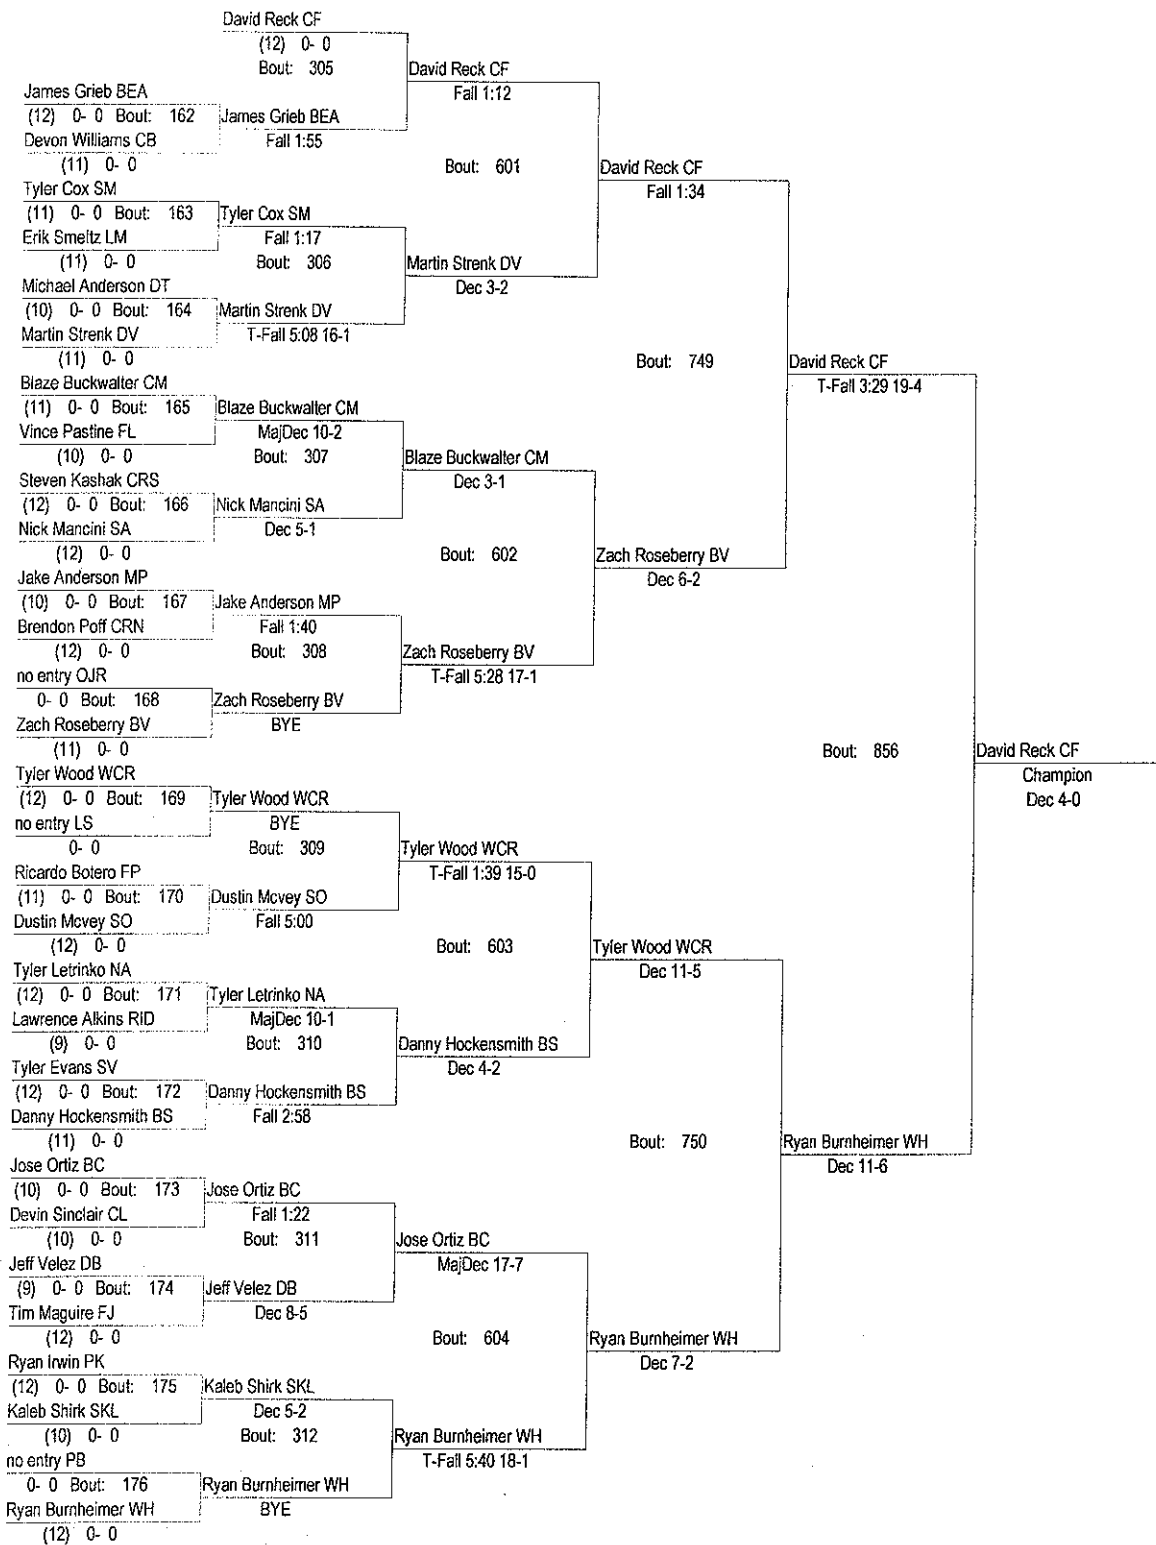 David Reck CF
(12) 0- 0
Bout: 305
David Reck CF
Fall 1:12
James Grieb BEA
(12) 0- 0 Bout: 162
James Grieb BEA
Devon Williams CB
Fall 1:55
(11) 0- 0
Bout: 601
David Reck CF
Fall 1:34
Tyler Cox SM
(11) 0- 0 Bout: 163
Tyler Cox SM
Erik Smeltz LM
Fall 1:17
(11) 0- 0
Bout: 306
Martin Strenk DV
Dec 3-2
Michael Anderson DT
(10) 0- 0 Bout: 164
Martin Strenk DV
Martin Strenk DV
T-Fall 5:08 16-1
(11) 0- 0
Bout: 749
David Reck CF
T-Fall 3:29 19-4
Blaze Buckwalter CM
(11) 0- 0 Bout: 165
Blaze Buckwalter CM
Vince Pastine FL
MajDec 10-2
(10) 0- 0
Bout: 307
Blaze Buckwalter CM
Dec 3-1
Steven Kashak CRS
(12) 0- 0 Bout: 166
Nick Mancini SA
Nick Mancini SA
Dec 5-1
(12) 0- 0
Bout: 602
Zach Roseberry BV
Dec 6-2
Jake Anderson MP
(10) 0- 0 Bout: 167
Jake Anderson MP
Brendon Poff CRN
Fall 1:40
(12) 0- 0
Bout: 308
Zach Roseberry BV
T-Fall 5:28 17-1
no entry OJR
0- 0 Bout: 168
Zach Roseberry BV
Zach Roseberry BV
BYE
(11) 0- 0
Bout: 856
David Reck CF
Champion
Dec 4-0
Tyler Wood WCR
(12) 0- 0 Bout: 169
Tyler Wood WCR
no entry LS
BYE
0- 0
Bout: 309
Tyler Wood WCR
T-Fall 1:39 15-0
Ricardo Botero FP
(11) 0- 0 Bout: 170
Dustin Mcvey SO
Dustin Mcvey SO
Fall 5:00
(12) 0- 0
Bout: 603
Tyler Wood WCR
Dec 11-5
Tyler Letrinko NA
(12) 0- 0 Bout: 171
Tyler Letrinko NA
Lawrence Alkins RID
MajDec 10-1
(9) 0- 0
Bout: 310
Danny Hockensmith BS
Dec 4-2
Tyler Evans SV
(12) 0- 0 Bout: 172
Danny Hockensmith BS
Danny Hockensmith BS
Fall 2:58
(11) 0- 0
Bout: 750
Ryan Burnheimer WH
Dec 11-6
Jose Ortiz BC
(10) 0- 0 Bout: 173
Jose Ortiz BC
Devin Sinclair CL
Fall 1:22
(10) 0- 0
Bout: 311
Jose Ortiz BC
MajDec 17-7
Jeff Velez DB
(9) 0- 0 Bout: 174
Jeff Velez DB
Tim Maguire FJ
Dec 8-5
(12) 0- 0
Bout: 604
Ryan Burnheimer WH
Dec 7-2
Ryan Irwin PK
(12) 0- 0 Bout: 175
Kaleb Shirk SKL
Kaleb Shirk SKL
Dec 5-2
(10) 0- 0
Bout: 312
Ryan Burnheimer WH
T-Fall 5:40 18-1
no entry PB
0- 0 Bout: 176
Ryan Burnheimer WH
Ryan Burnheimer WH
BYE
(12) 0- 0